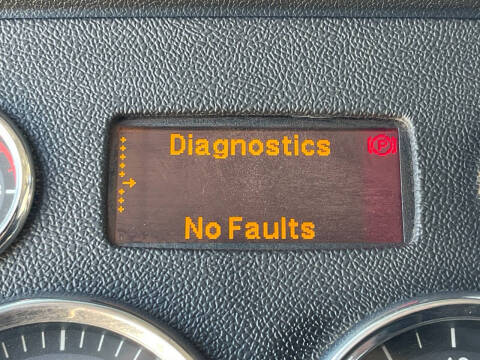 Diagnostics
P
No Faults